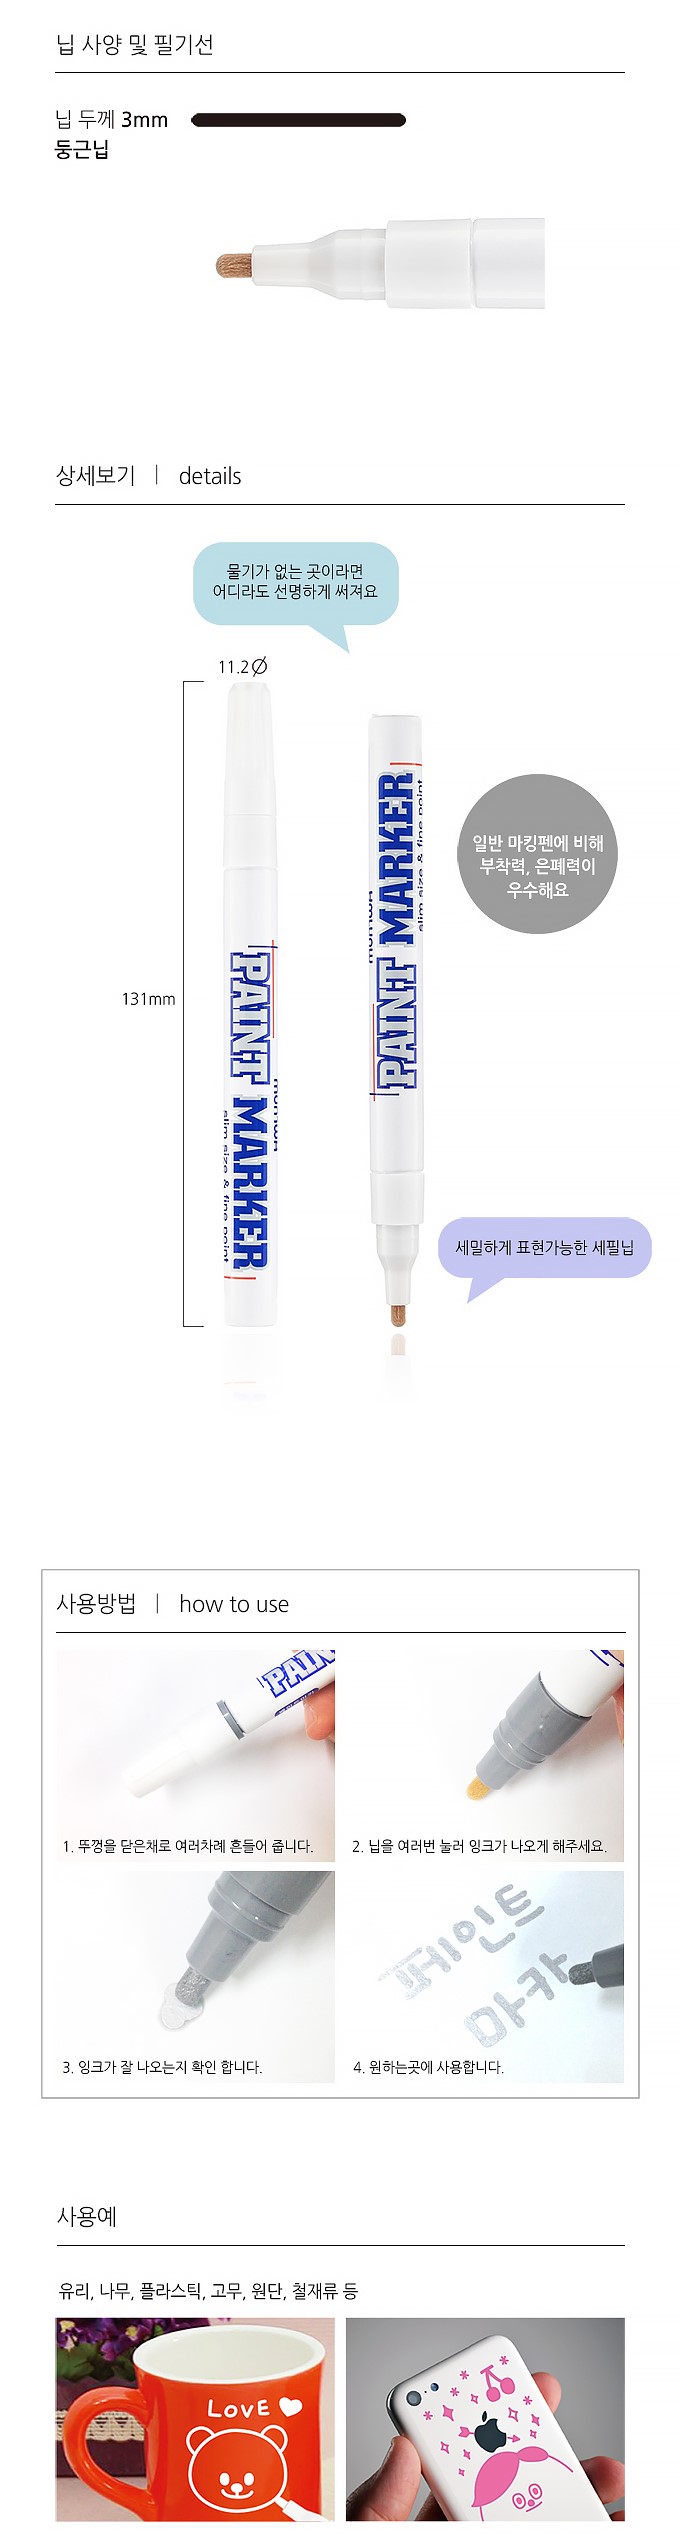 닙 사양 및 필기선
닙 두께 3mm
둥근닙
상세보기 | details
물기가 없는 곳이라면
어디라도 선명하게 써져요
11.2∅
131mm
PAINT MARKER
slim size & fine point
morriwa
PAINT MARKER
slim size & fine point
일반 마킹펜에 비해
부착력, 은폐력이
우수해요
세밀하게 표현가능한 세필닙
사용방법 | how to use
PAIN
1. 뚜껑을 닫은채로 여러차례 흔들어 줍니다.
2. 닙을 여러번 눌러 잉크가 나오게 해주세요.
페인트
마카
3. 잉크가 잘 나오는지 확인 합니다.
4. 원하는곳에 사용합니다.
사용예
유리, 나무, 플라스틱, 고무, 원단, 철재류 등
LOVE